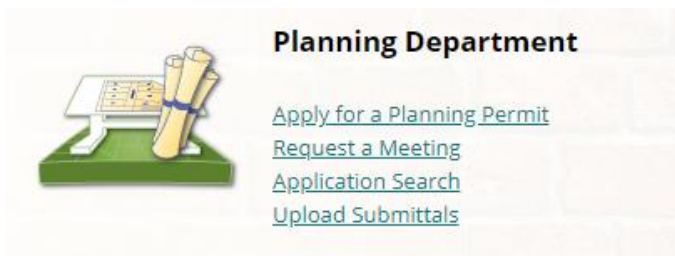 Planning Department
Apply for a Planning Permit
Request a Meeting
Application Search
Upload Submittals